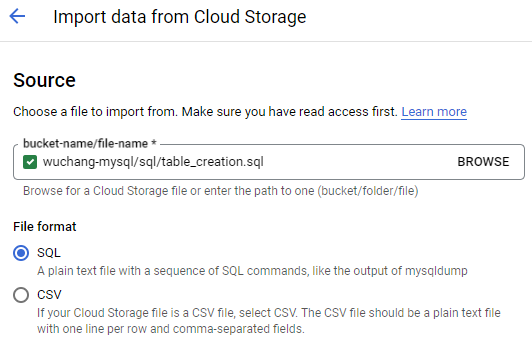 Import data from Cloud Storage
Source
Choose a file to import from. Make sure you have read access first. Learn more
bucket-name/file-name *
wuchang-mysql/sql/table_creation.sql BROWSE
Browse for a Cloud Storage file or enter the path to one (bucket/folder/file)
File format
SQL
A plain text file with a sequence of SQL commands, like the output of mysqldump
CSV
If your Cloud Storage file is a CSV file, select CSV. The CSV file should be a plain text file
with one line per row and comma-separated fields.